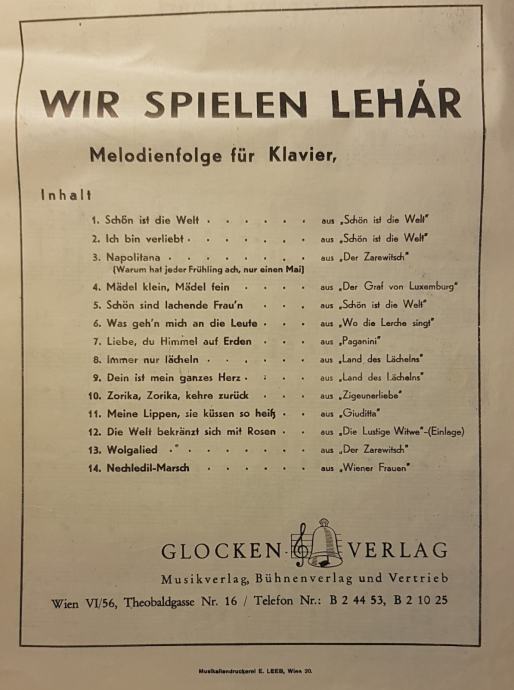 WIR SPIELEN LEHÁR
Melodienfolge für Klavier,
Inhalt
1. Schön ist die Welt . . . . . . aus „Schön ist die Welt"
2. Ich bin verliebt . . . . . . . aus „Schön ist die Welt"
3. Napolitana . . . . . . . . aus „Der Zarewitsch"
(Warum hat jeder Frühling ach, nur einen Mai)
4. Mädel klein, Mädel fein . . . . aus „Der Graf von Luxemburg"
5. Schön sind lachende Frau'n . . . aus „Schön ist die Welt"
6. Was geh'n mich an die Leute . . . aus „Wo die Lerche singt"
7. Liebe, du Himmel auf Erden . . . aus „Paganini"
8. Immer nur lächeln . . . . . . aus „Land des Lächelns"
9. Dein ist mein ganzes Herz . . . . aus „Land des Lächelns"
10. Zorika, Zorika, kehre zurück . . . aus „Zigeunerliebe"
11. Meine Lippen, sie küssen so heiß . . aus „Giuditta"
12. Die Welt bekränzt sich mit Rosen . . aus „Die Lustige Witwe"-(Einlage)
13. Wolgalied . . . . . . . . aus „Der Zarewitsch"
14. Nechledil-Marsch . . . . . . aus „Wiener Frauen"
GLOCKEN VERLAG
Musikverlag, Bühnenverlag und Vertrieb
Wien VI/56, Theobaldgasse Nr. 16 / Telefon Nr.: B 2 44 53, B 2 10 25
Musikaliendruckerei E. LEEB, Wien 20.